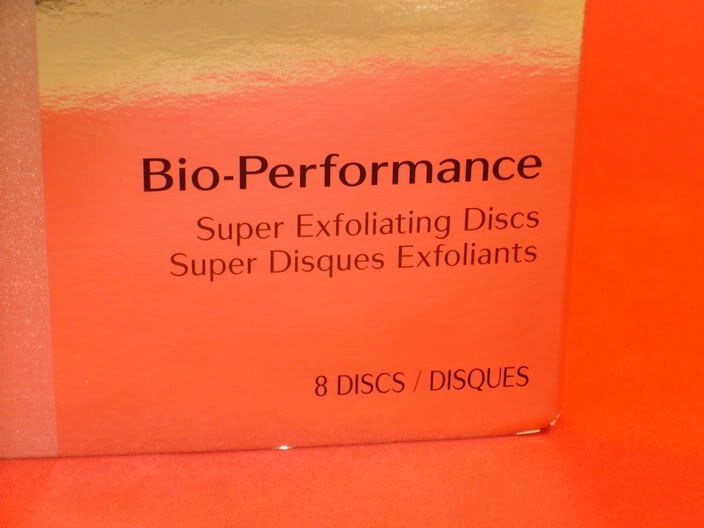 Bio-Performance
Super Exfoliating Discs
Super Disques Exfoliants
8 DISCS / DISQUES